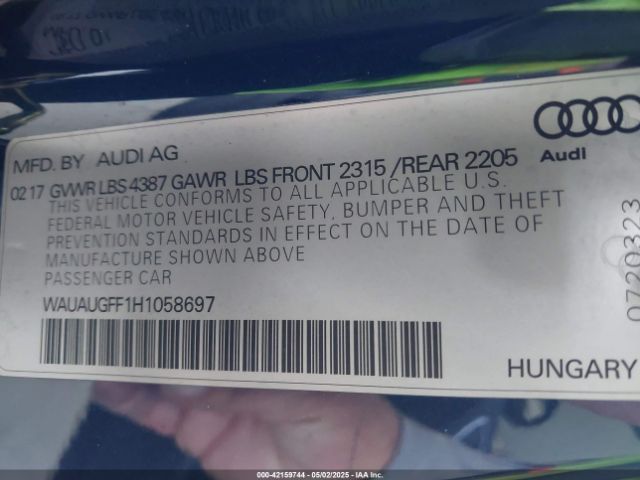 MFD. BY AUDI AG
02 17 GVWR LBS 4387 GAWR LBS FRONT 2315 / REAR 2205
THIS VEHICLE CONFORMS TO ALL APPLICABLE U.S.
FEDERAL MOTOR VEHICLE SAFETY, BUMPER AND THEFT
PREVENTION STANDARDS IN EFFECT ON THE DATE OF
MANUFACTURE SHOWN ABOVE
PASSENGER CAR
WAUAUGFF1H1058697
Audi
0720323
HUNGARY
000-42159744 - 05/02/2025 - IAA Inc.